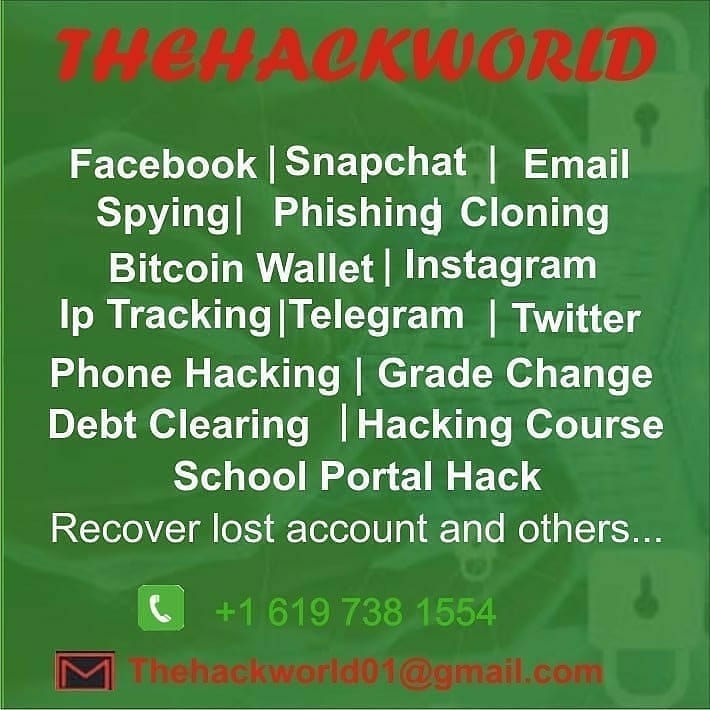 THEHACKWORLD
Facebook | Snapchat | Email
Spying| Phishing| Cloning
Bitcoin Wallet | Instagram
Ip Tracking|Telegram | Twitter
Phone Hacking | Grade Change
Debt Clearing |Hacking Course
School Portal Hack
Recover lost account and others...
+1 619 738 1554
Thehackworld01@gmail.com